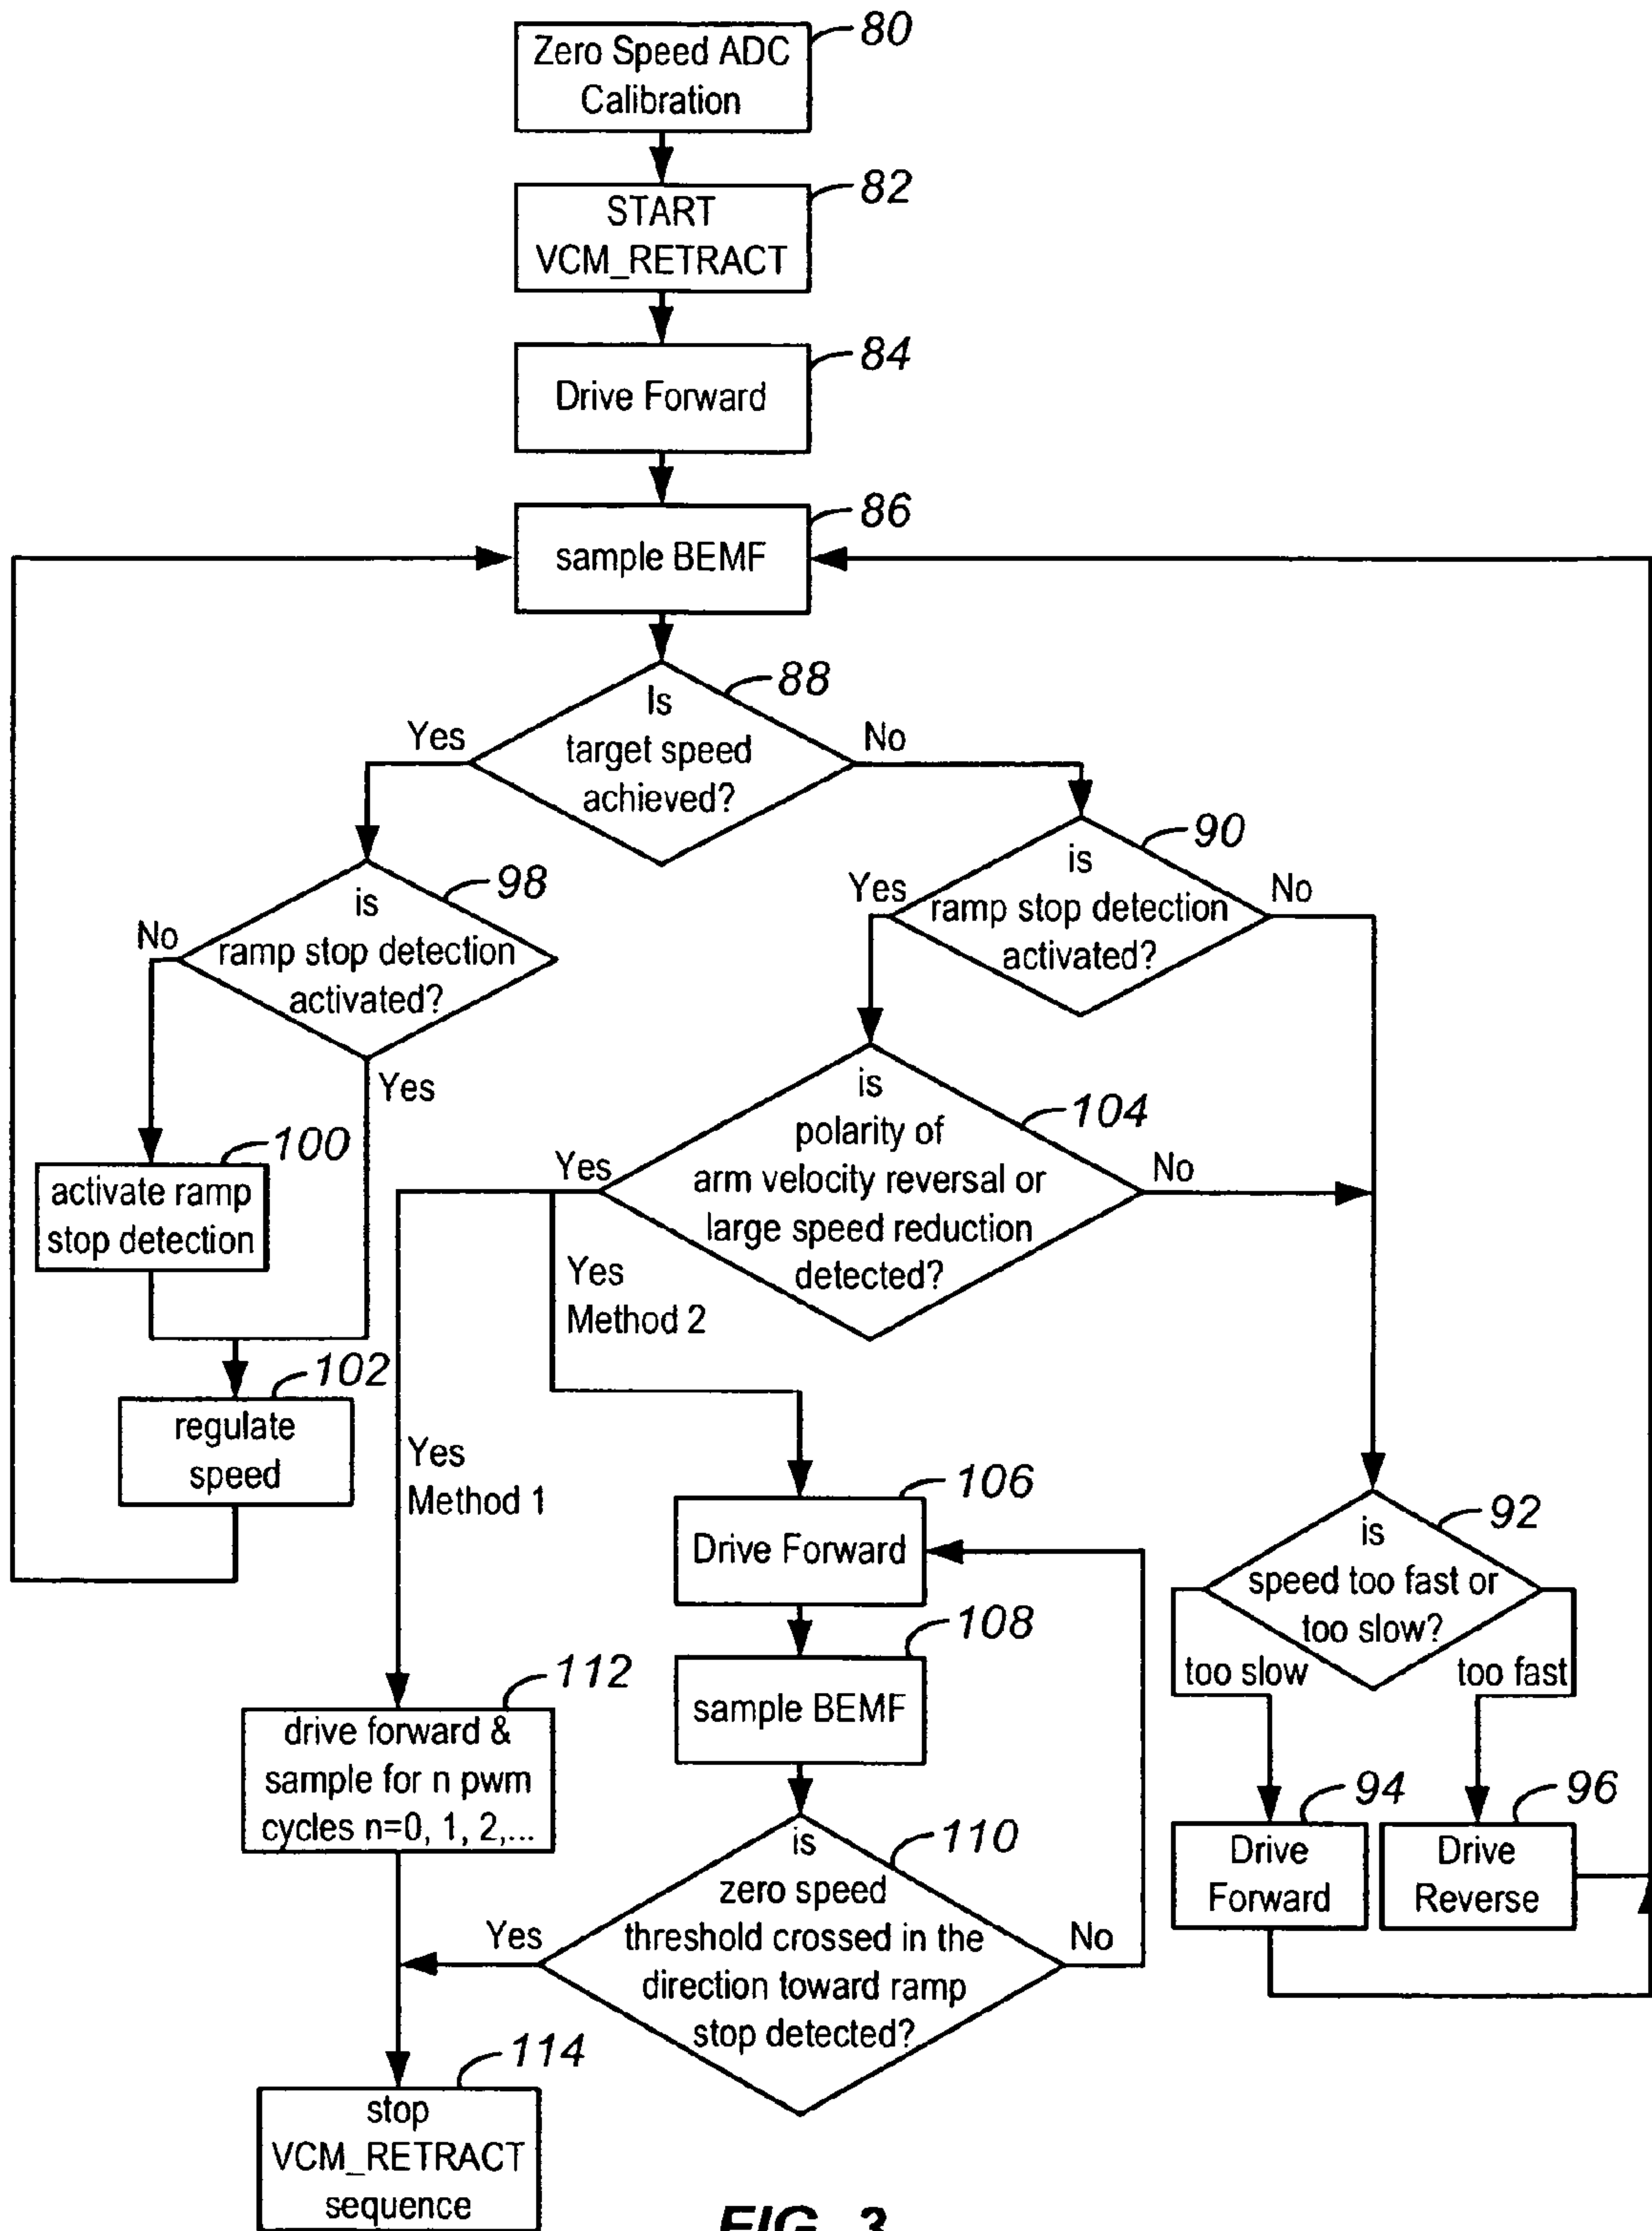 Zero Speed ADC
Calibration
80
START
VCM_RETRACT
82
Drive Forward
84
sample BEMF
86
Is
target speed
achieved?
88
Yes
No
is
ramp stop detection
activated?
90
Yes
No
is
ramp stop detection
activated?
98
No
Yes
activate ramp
stop detection
100
regulate
speed
102
is
polarity of
arm velocity reversal or
large speed reduction
detected?
104
Yes
No
Yes
Method 2
Yes
Method 1
Drive Forward
106
sample BEMF
108
is
speed too fast or
too slow?
92
too slow
too fast
Drive
Forward
94
Drive
Reverse
96
drive forward &
sample for n pwm
cycles n=0, 1, 2,...
112
is
zero speed
threshold crossed in the
direction toward ramp
stop detected?
110
Yes
No
stop
VCM_RETRACT
sequence
114
FIG. 3